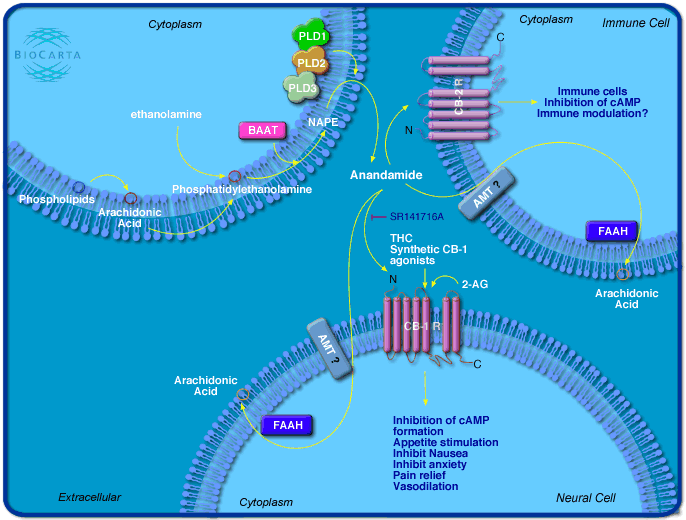 Cytoplasm
BIOCARTA
PLD1
PLD2
PLD3
ethanolamine
BAAT
NAPE
Phosphatidylethanolamine
Phospholipids
Arachidonic
Acid
Anandamide
SR141716A
THC
Synthetic CB-1
agonists
2-AG
N
CB-1 R
C
Cytoplasm
Immune Cell
C
CB-2 R
N
Immune cells
Inhibition of cAMP
Immune modulation?
AMT ?
FAAH
Arachidonic
Acid
AMT ?
Arachidonic
Acid
FAAH
Inhibition of cAMP
formation
Appetite stimulation
Inhibit Nausea
Inhibit anxiety
Pain relief
Vasodilation
Extracellular
Cytoplasm
Neural Cell